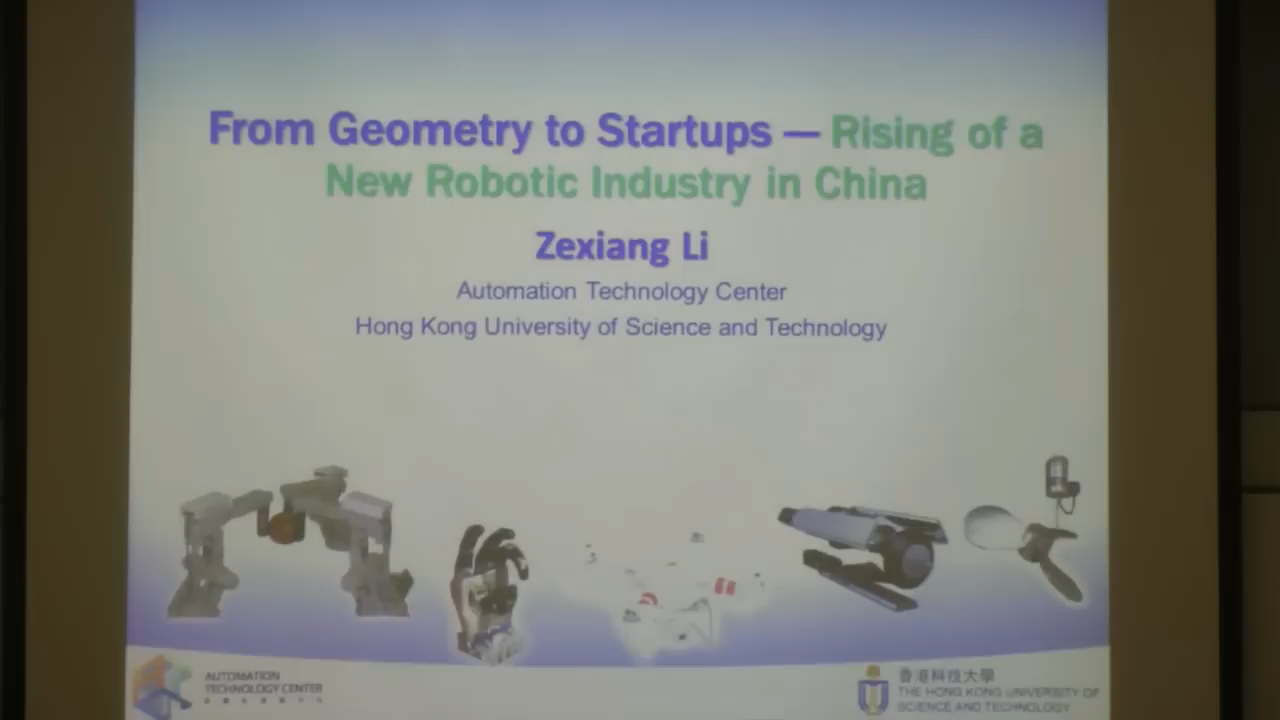 From Geometry to Startups — Rising of a
New Robotic Industry in China
Zexiang Li
Automation Technology Center
Hong Kong University of Science and Technology
AUTOMATION
TECHNOLOGY CENTER
香港科技大學
THE HONG KONG UNIVERSITY OF
SCIENCE AND TECHNOLOGY